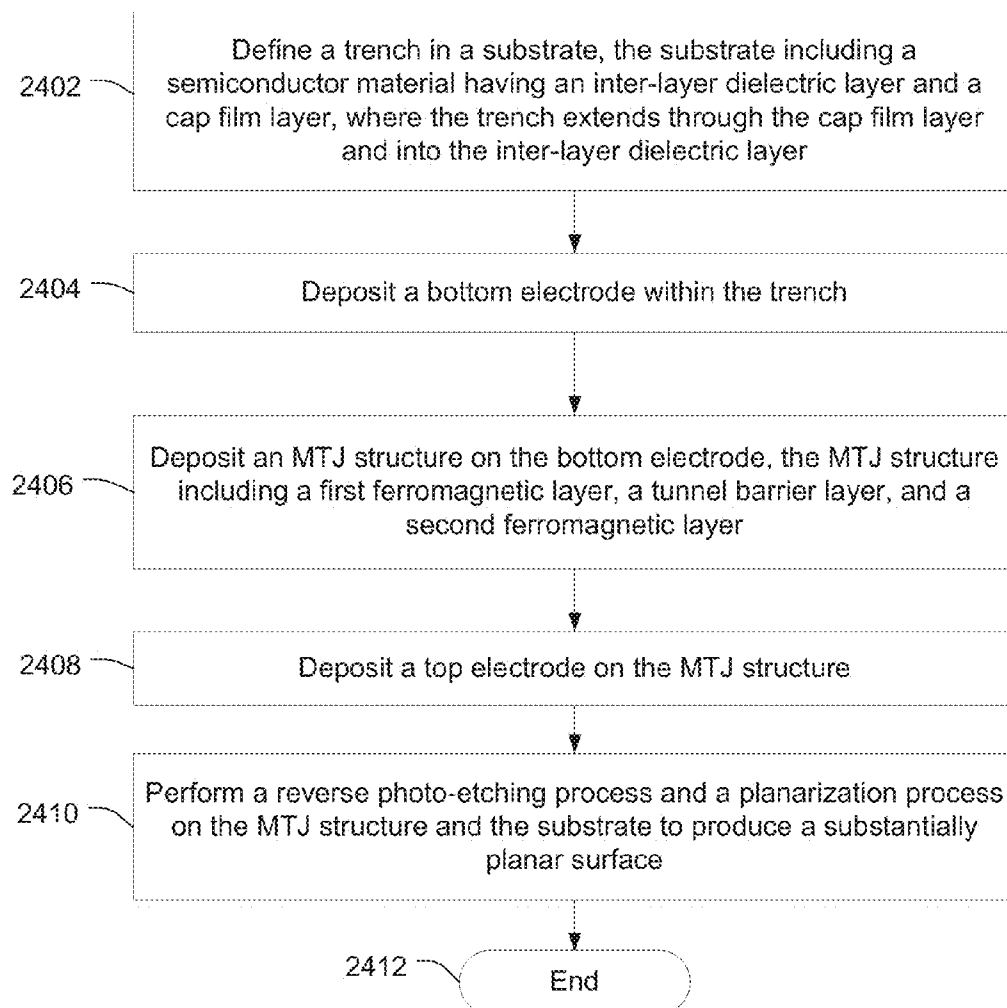 Define a trench in a substrate, the substrate including a
2402
semiconductor material having an inter-layer dielectric layer and a
cap film layer, where the trench extends through the cap film layer
and into the inter-layer dielectric layer
2404
Deposit a bottom electrode within the trench
Deposit an MTJ structure on the bottom electrode, the MTJ structure
2406
including a first ferromagnetic layer, a tunnel barrier layer, and a
second ferromagnetic layer
2408
Deposit a top electrode on the MTJ structure
Perform a reverse photo-etching process and a planarization process
2410
on the MTJ structure and the substrate to produce a substantially
planar surface
2412
End